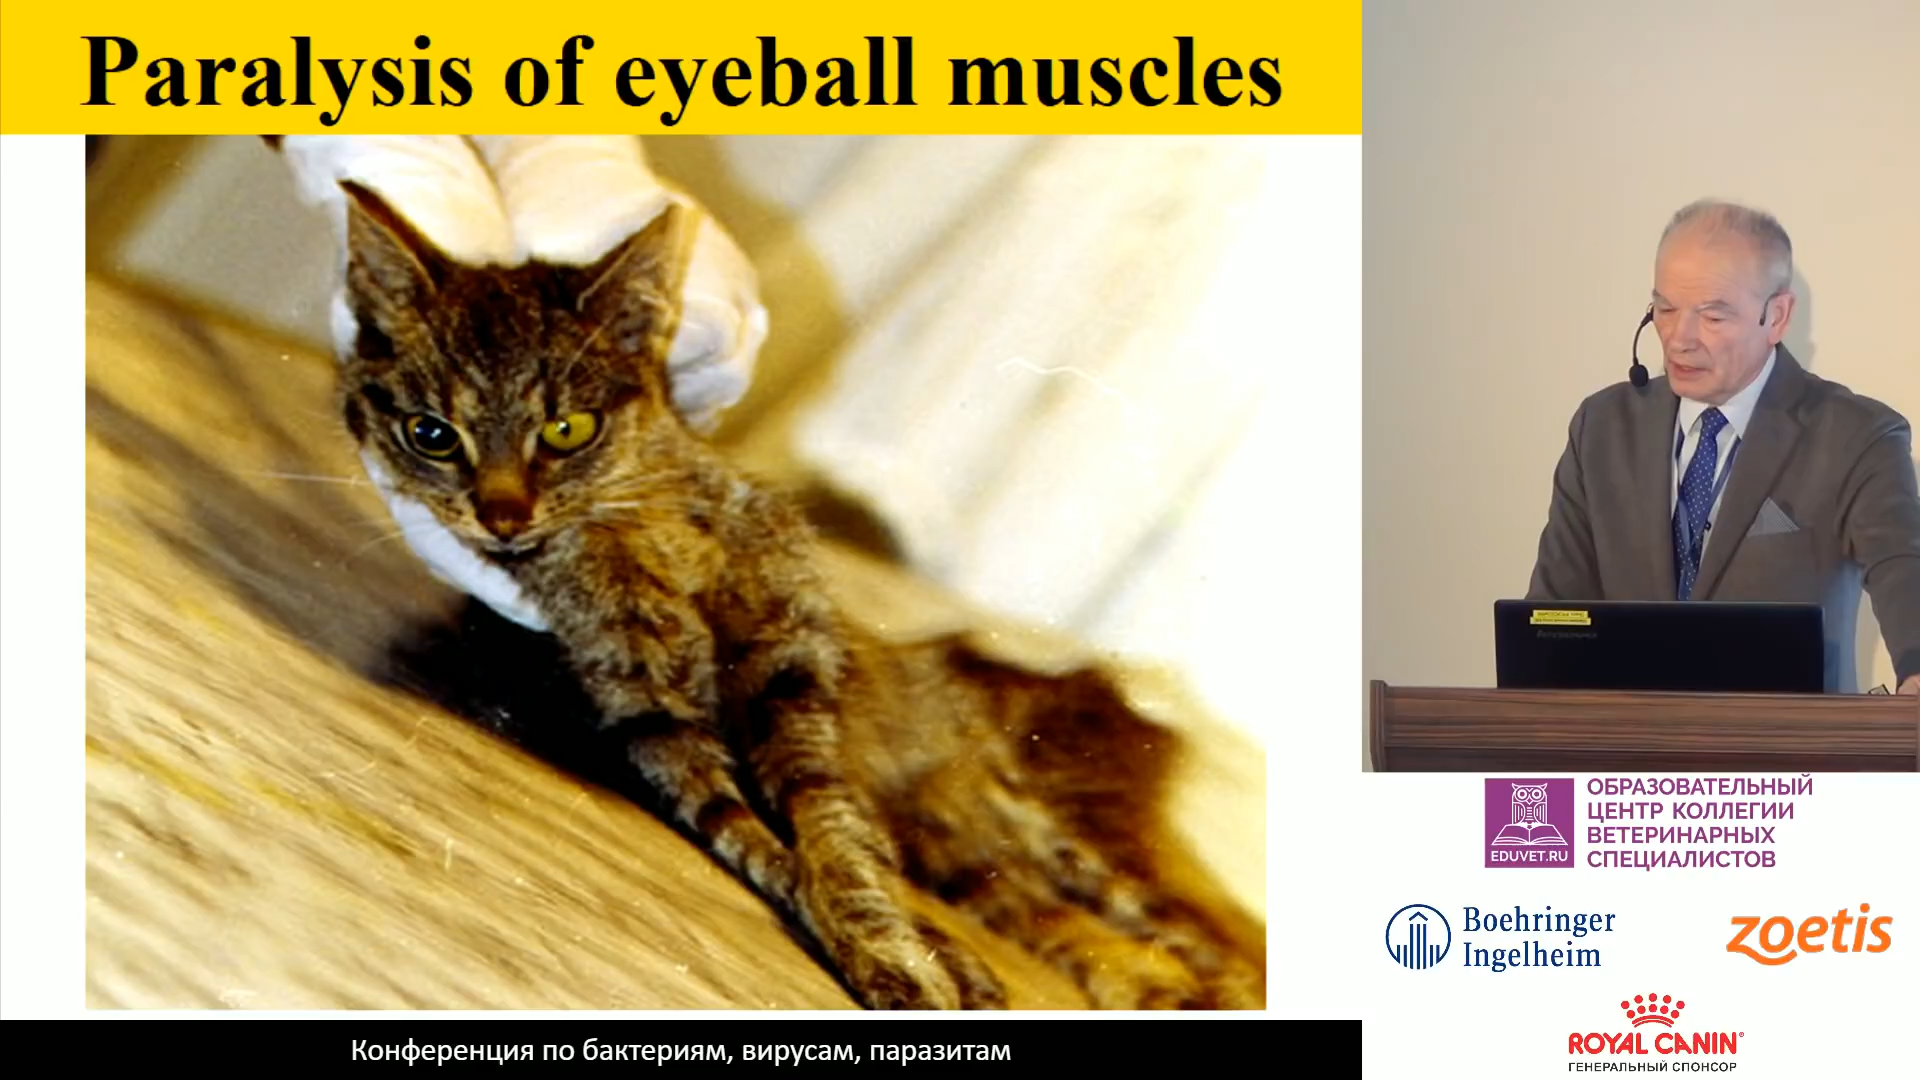 Paralysis of eyeball muscles
ОБРАЗОВАТЕЛЬНЫЙ
ЦЕНТР КОЛЛЕГИИ
ВЕТЕРИНАРНЫХ
СПЕЦИАЛИСТОВ
EDUVET.RU
Boehringer
Ingelheim
zoetis
ROYAL CANIN
ГЕНЕРАЛЬНЫЙ СПОНСОР
Конференция по бактериям, вирусам, паразитам